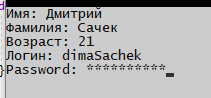 Имя: Дмитрий
Фамилия: Сачек
Возраст: 21
Логин: dimaSachek
}Password: **********_